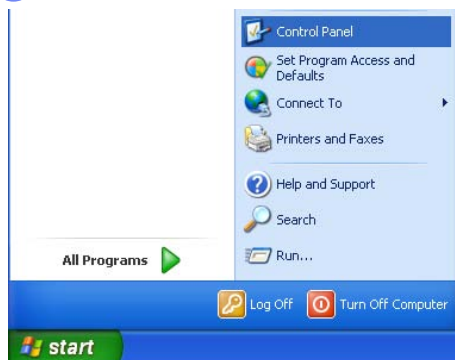 Control Panel
Set Program Access and
Defaults
Connect To
Printers and Faxes
Help and Support
Search
Run...
All Programs
Log Off
Turn Off Computer
start